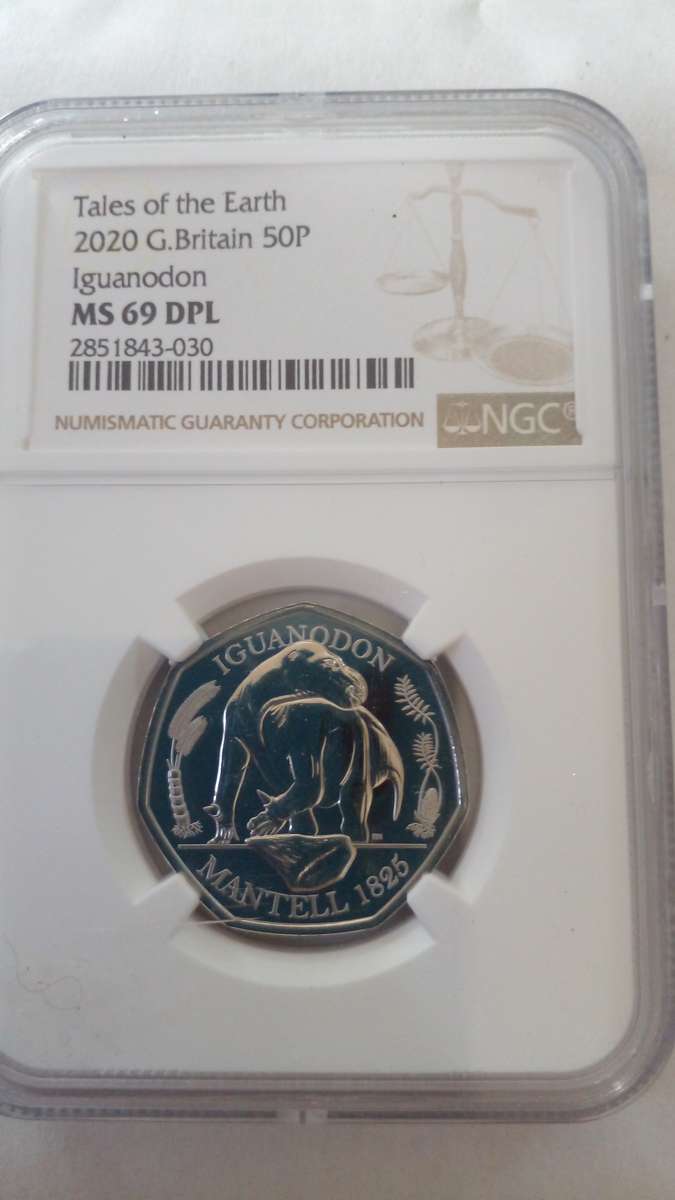 Tales of the Earth
2020 G.Britain 50P
Iguanodon
MS 69 DPL
2851843-030
NUMISMATIC GUARANTY CORPORATION
NGC®
IGUANODON
MANTELL 1825